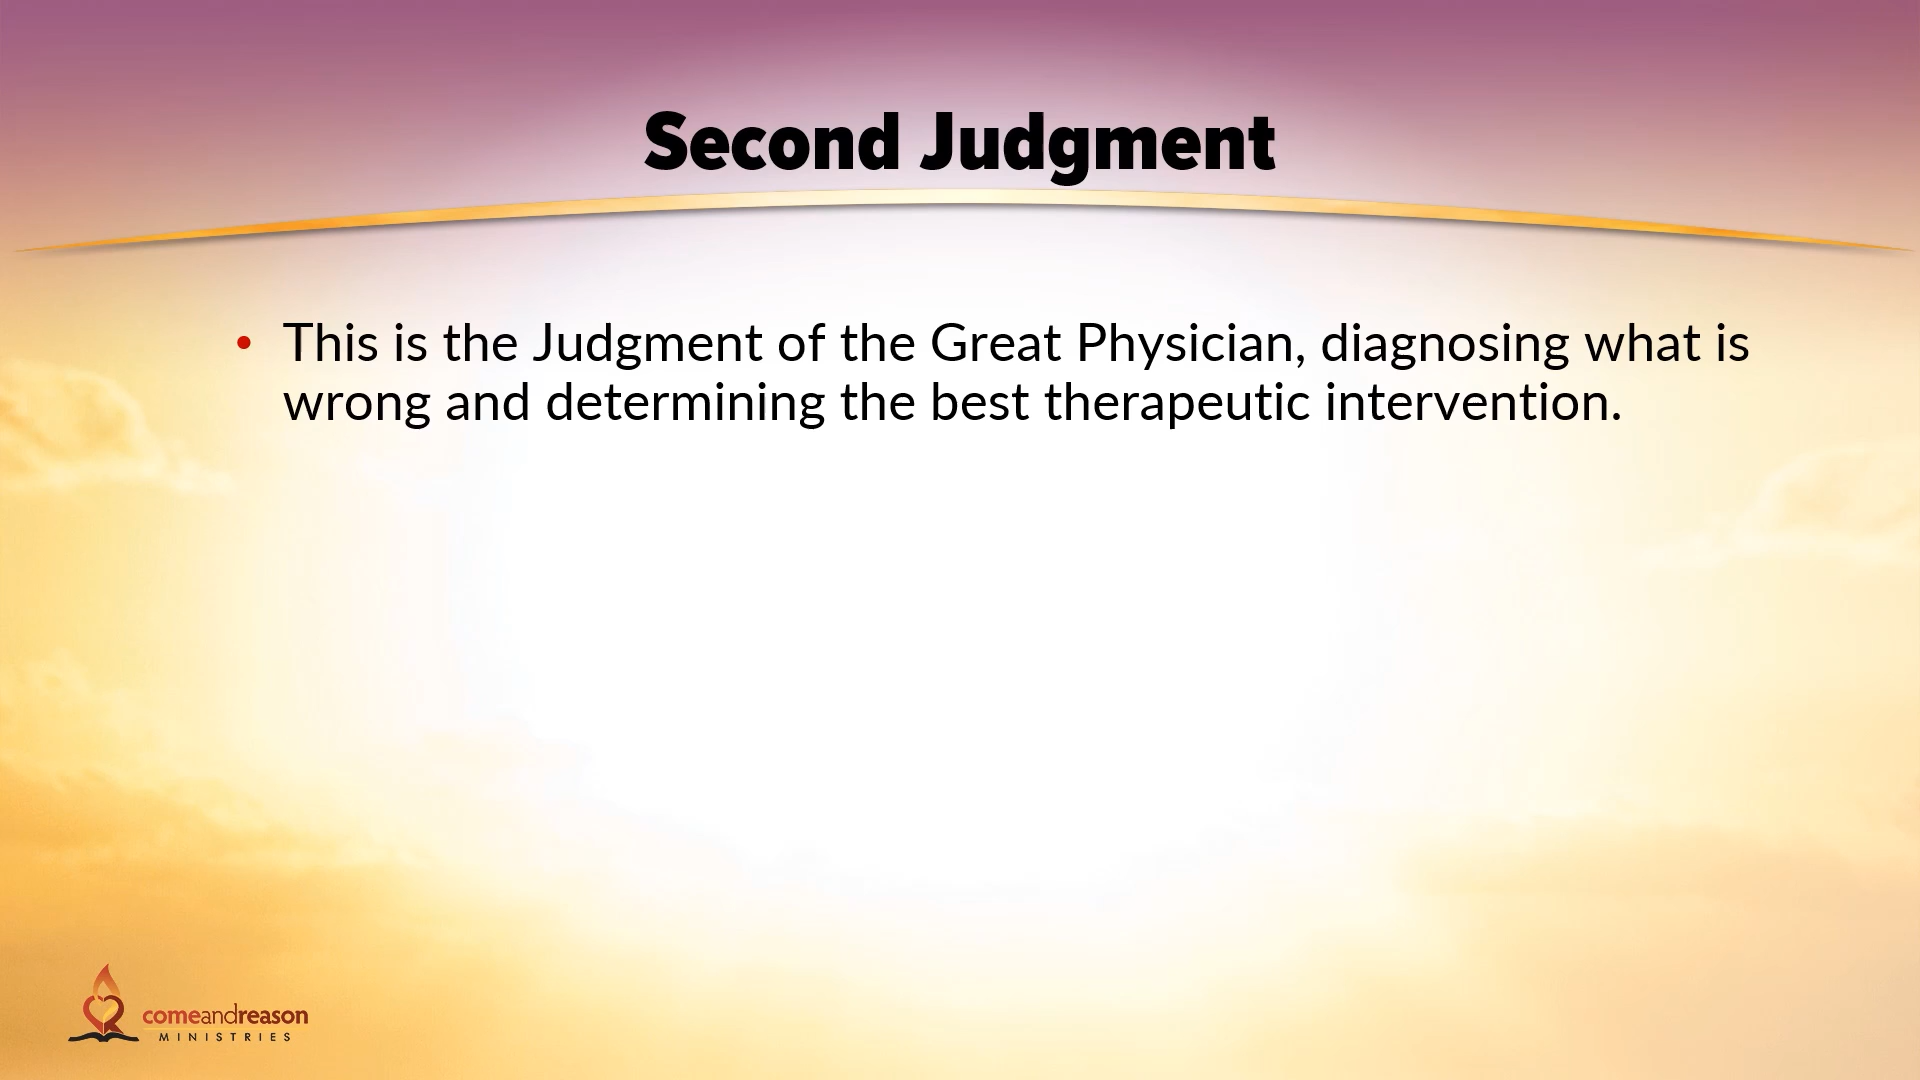 Second Judgment
• This is the Judgment of the Great Physician, diagnosing what is
wrong and determining the best therapeutic intervention.
comeandreason
MINISTRIES